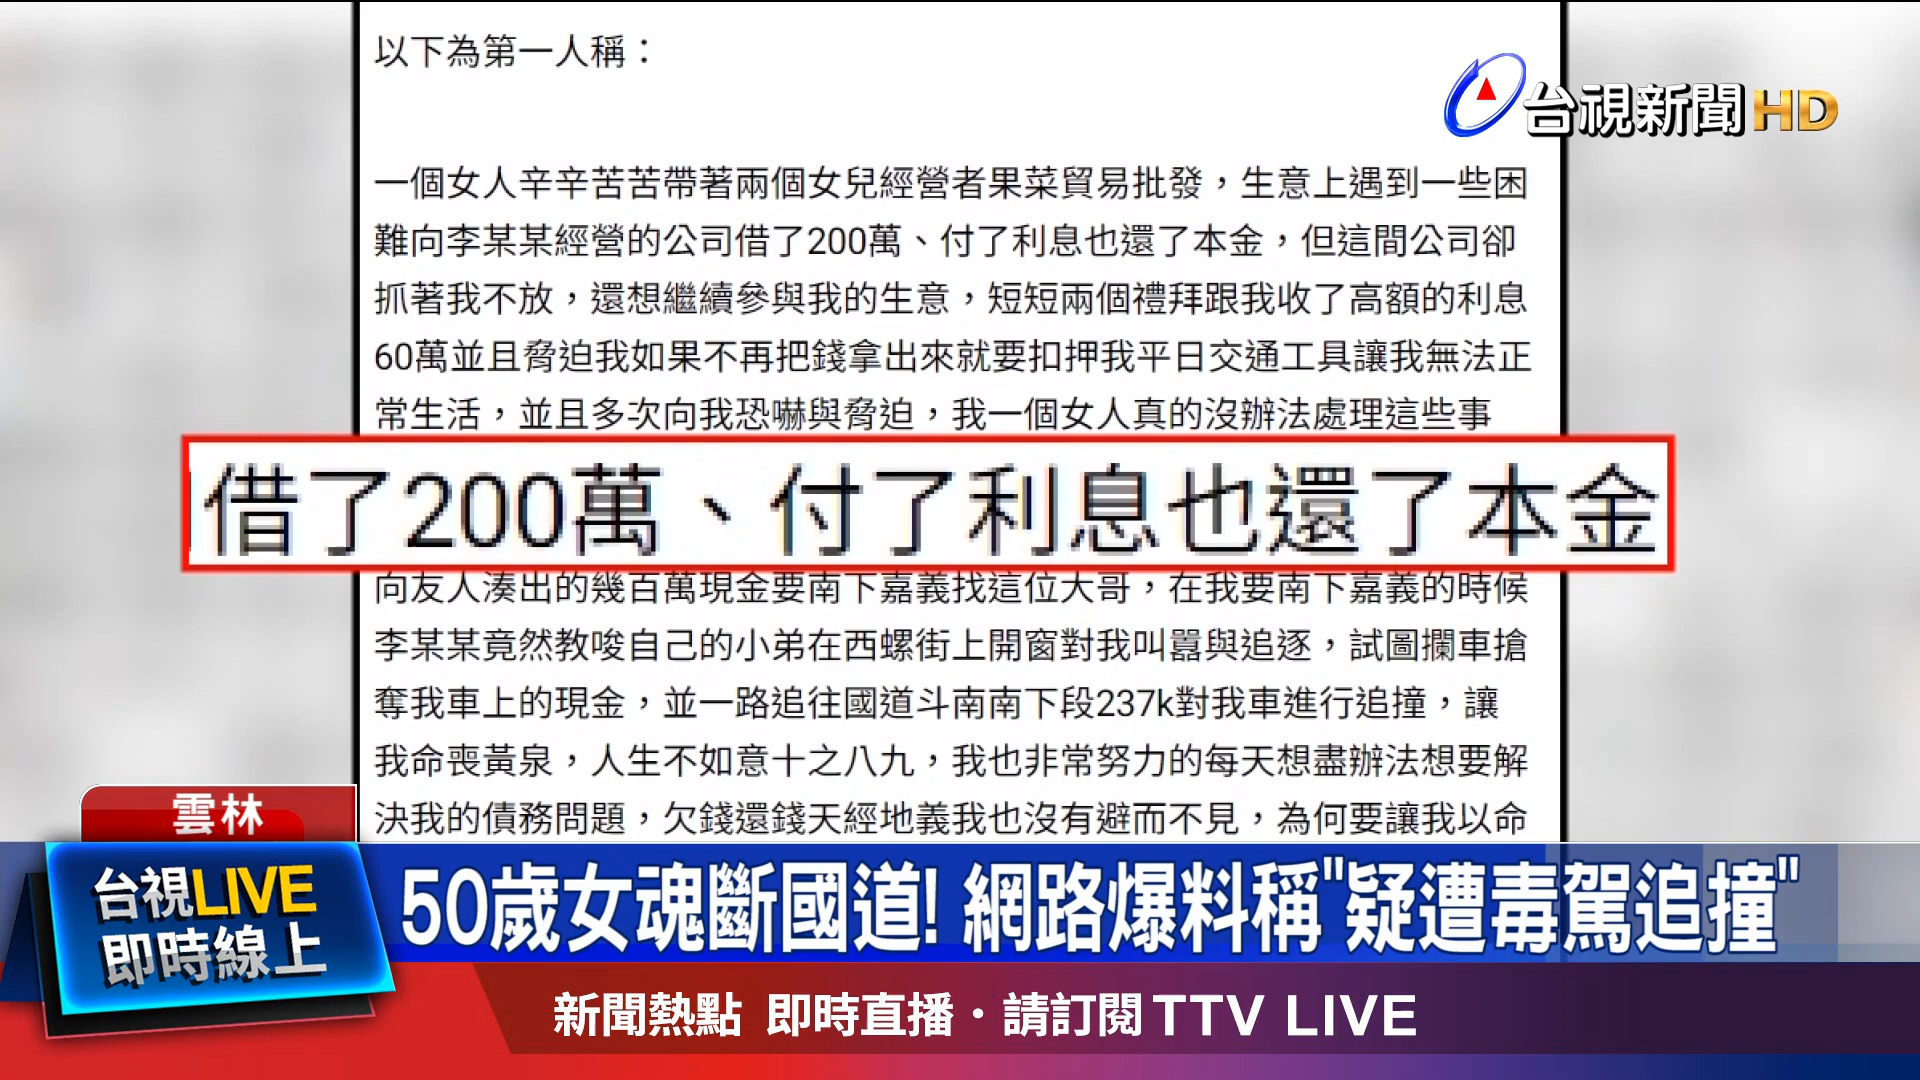 以下為第一人稱：
台視新聞HD
一個女人辛辛苦苦帶著兩個女兒經營者果菜貿易批發，生意上遇到一些困
難向李某某經營的公司借了200萬、付了利息也還了本金，但這間公司卻
抓著我不放，還想繼續參與我的生意，短短兩個禮拜跟我收了高額的利息
60萬並且脅迫我如果不再把錢拿出來就要扣押我平日交通工具讓我無法正
常生活，並且多次向我恐嚇與脅迫，我一個女人真的沒辦法處理這些事
借了200萬、付了利息也還了本金
向友人湊出的幾百萬現金要南下嘉義找這位大哥，在我要南下嘉義的時候
李某某竟然教唆自己的小弟在西螺街上開窗對我叫囂與追逐，試圖攔車搶
奪我車上的現金，並一路追往國道斗南南下段237k對我車進行追撞，讓
我命喪黃泉，人生不如意十之八九，我也非常努力的每天想盡辦法想要解
決我的債務問題，欠錢還錢天經地義我也沒有避而不見，為何要讓我以命
雲林
台視LIVE
即時線上
50歲女魂斷國道! 網路爆料稱"疑遭毒駕追撞"
新聞熱點 即時直播・請訂閱TTV LIVE